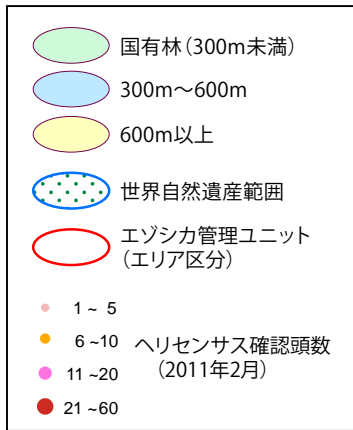 国有林（300m未満）
300m～600m
600m以上
世界自然遺産範囲
エゾシカ管理ユニット
（エリア区分）
1 ~ 5
6 ~10
11 ~20
21 ~60
ヘリセンサス確認頭数
（2011年2月）